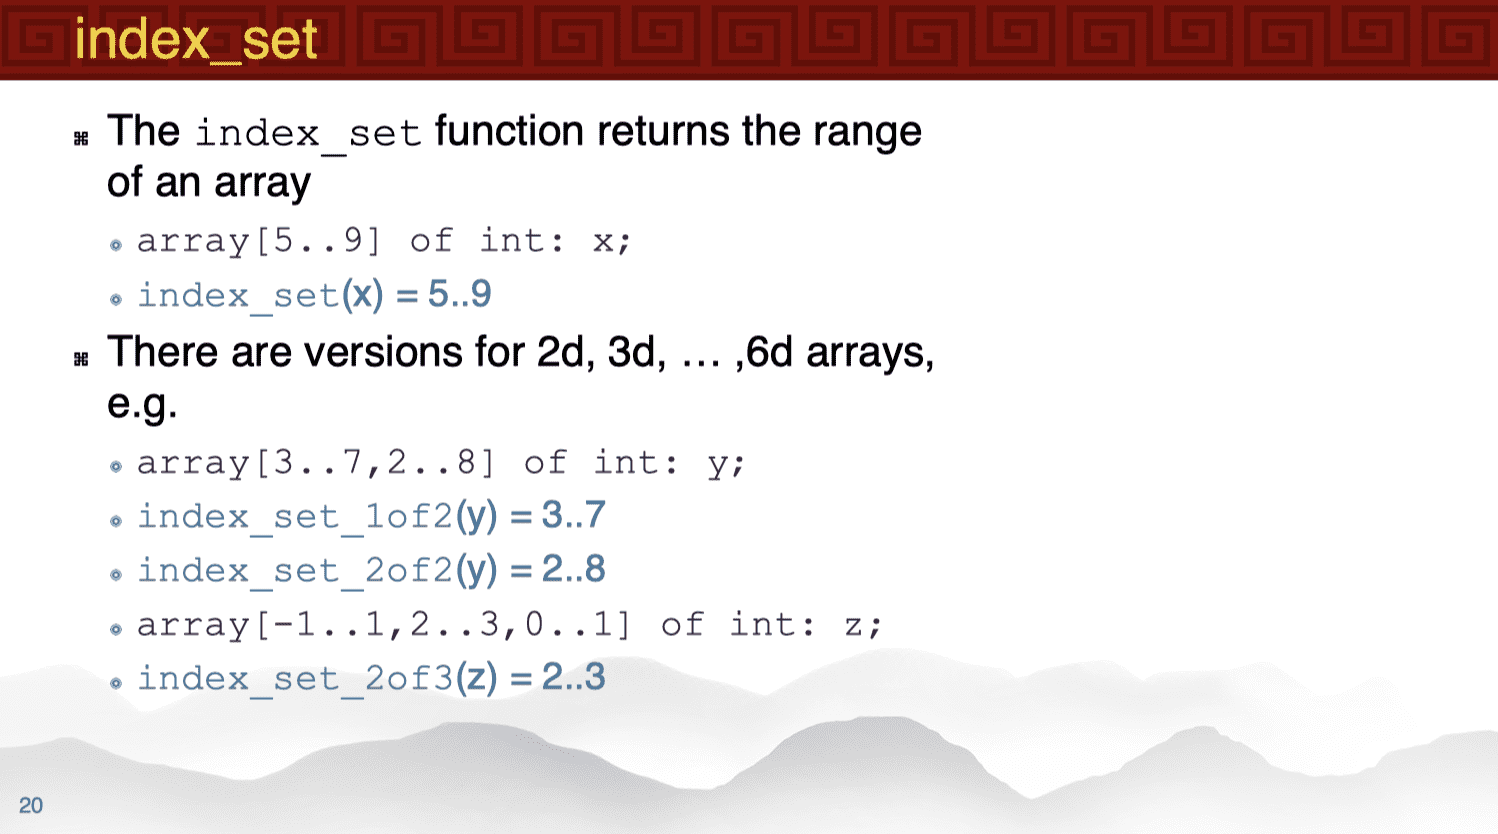 index_set
⌘ The index_set function returns the range
of an array
array[5..9] of int: x;
index_set(x) = 5..9
⌘ There are versions for 2d, 3d, … ,6d arrays,
e.g.
array[3..7,2..8] of int: y;
index_set_1of2(y) = 3..7
index_set_2of2(y) = 2..8
array[-1..1,2..3,0..1] of int: z;
index_set_2of3(z) = 2..3
20